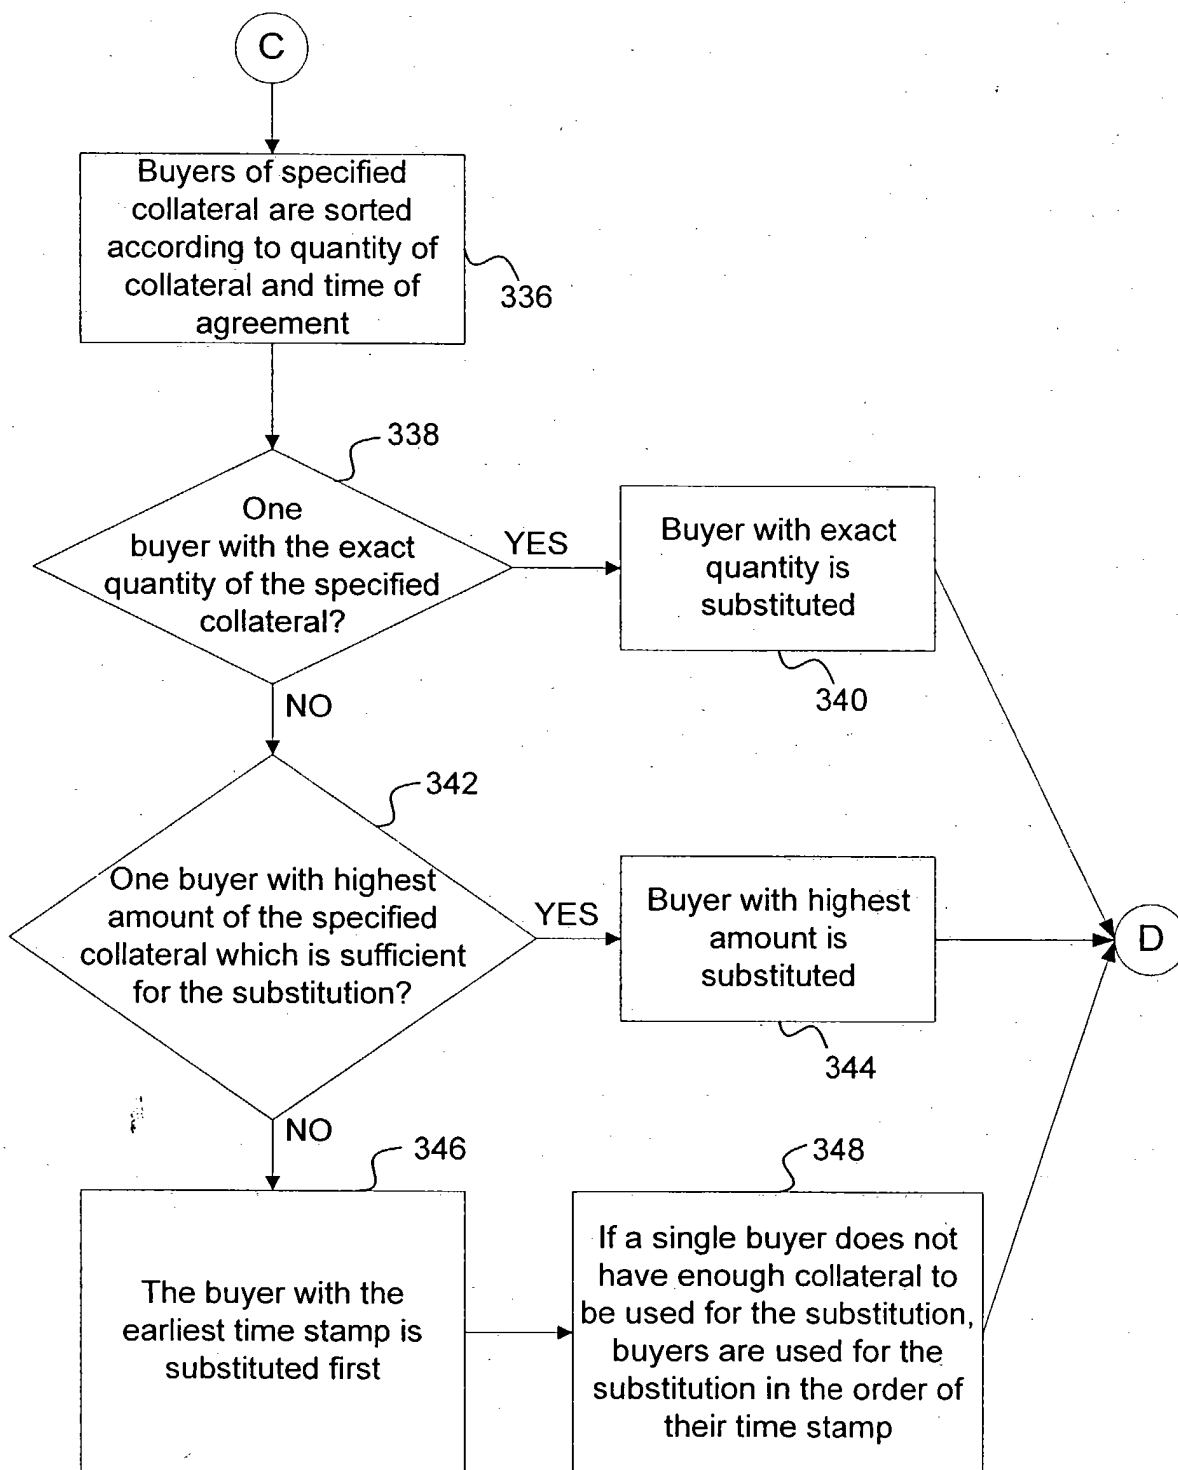 C
Buyers of specified
collateral are sorted
according to quantity of
collateral and time of
agreement
336
338
One
buyer with the exact
quantity of the specified
collateral?
YES
Buyer with exact
quantity is
substituted
340
NO
342
One buyer with highest
amount of the specified
collateral which is sufficient
for the substitution?
YES
Buyer with highest
amount is
substituted
344
D
NO
346
The buyer with the
earliest time stamp is
substituted first
348
If a single buyer does not
have enough collateral to
be used for the substitution,
buyers are used for the
substitution in the order of
their time stamp